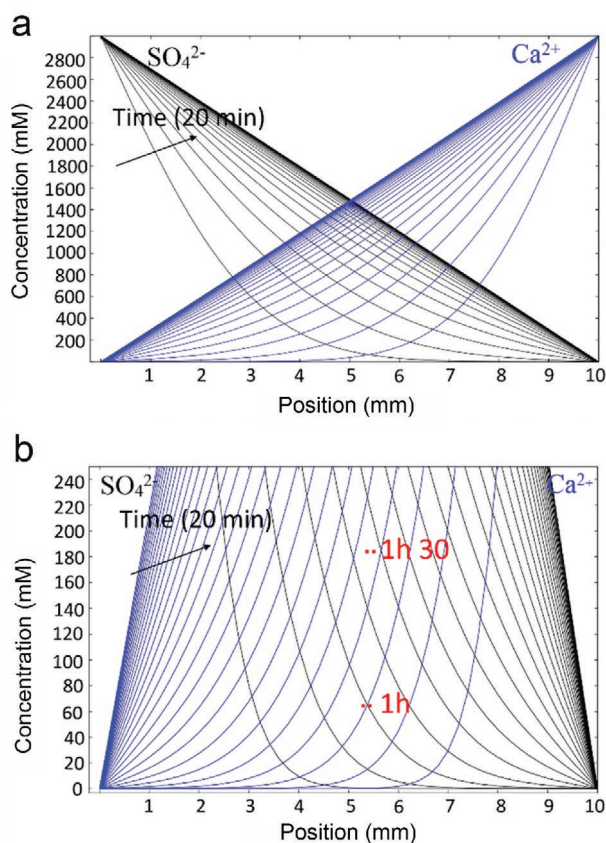 a
SO₄²⁻
Ca²⁺
Time (20 min)
Concentration (mM)
2800
2600
2400
2200
2000
1800
1600
1400
1200
1000
800
600
400
200
1 2 3 4 5 6 7 8 9 10
Position (mm)
b
SO₄²⁻
Ca²⁺
Time (20 min)
1h 30
1h
Concentration (mM)
240
220
200
180
160
140
120
100
80
60
40
20
0
1 2 3 4 5 6 7 8 9 10
Position (mm)